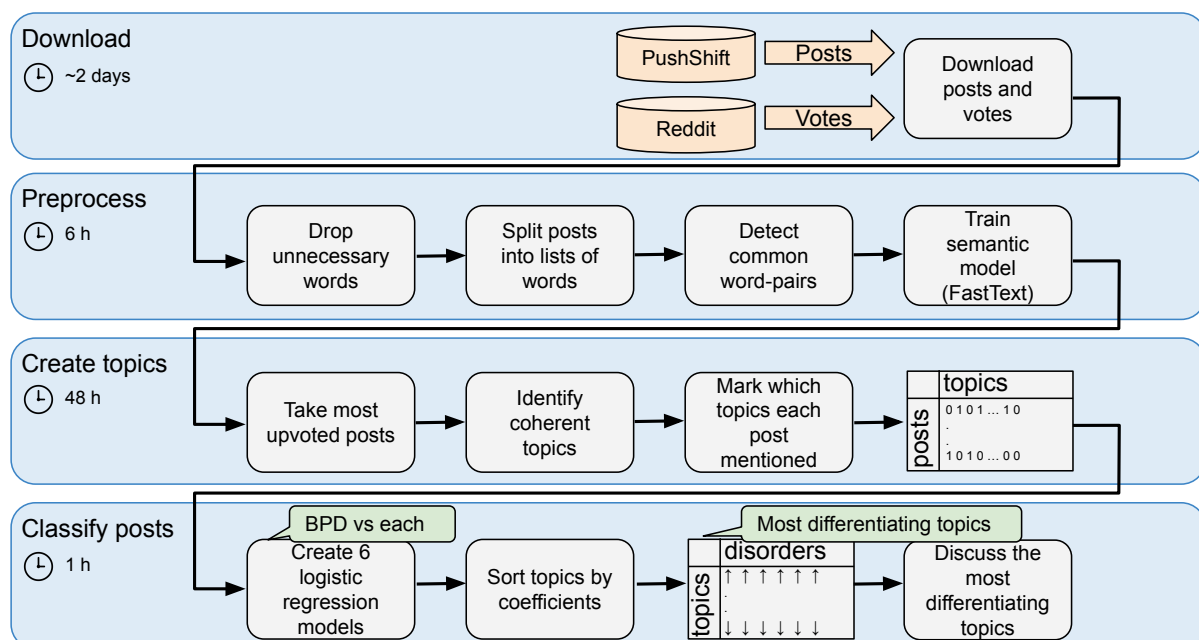 Download
~2 days
PushShift
Posts
Reddit
Votes
Download
posts and
votes
Preprocess
6 h
Drop
unnecessary
words
Split posts
into lists of
words
Detect
common
word-pairs
Train
semantic
model
(FastText)
Create topics
48 h
Take most
upvoted posts
Identify
coherent
topics
Mark which
topics each
post
mentioned
topics
posts
0 1 0 1 ... 1 0
.
.
1 0 1 0 ... 0 0
Classify posts
1 h
BPD vs each
Create 6
logistic
regression
models
Sort topics by
coefficients
Most differentiating topics
disorders
topics
↑ ↑ ↑ ↑ ↑ ↑
.
.
↓ ↓ ↓ ↓ ↓ ↓
Discuss the
most
differentiating
topics